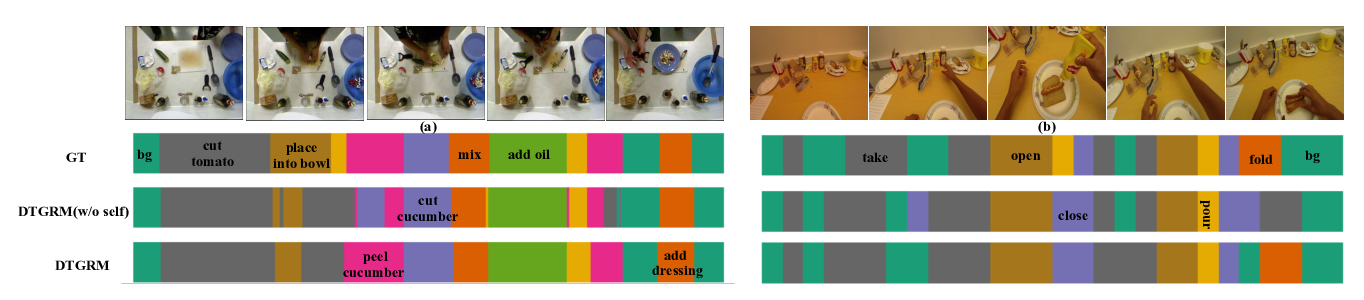 (a)
(b)
GT
bg
cut
tomato
place
into bowl
mix
add oil
take
open
fold
bg
DTGRM(w/o self)
cut
cucumber
close
pour
DTGRM
peel
cucumber
add
dressing